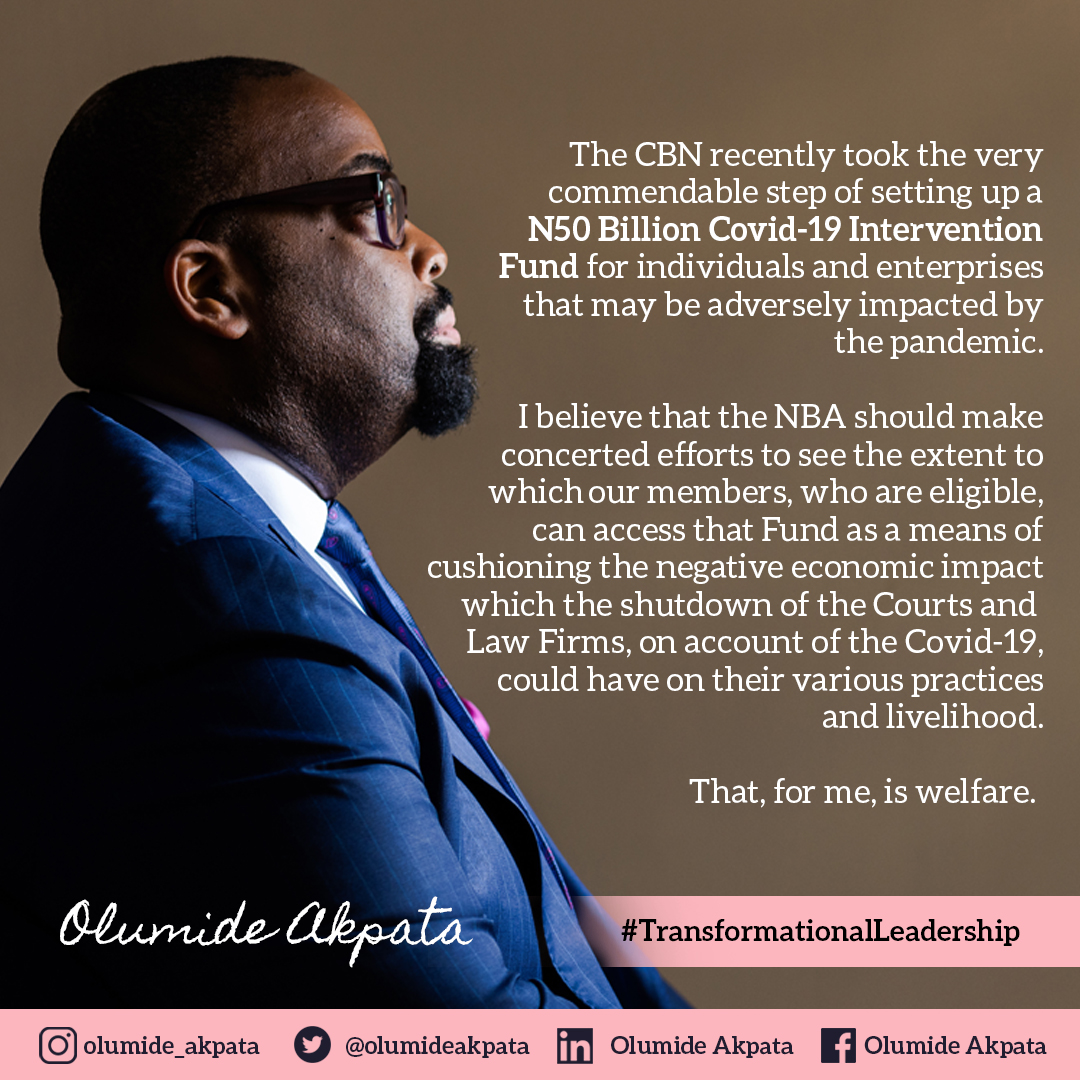 The CBN recently took the very
commendable step of setting up a
N50 Billion Covid-19 Intervention
Fund for individuals and enterprises
that may be adversely impacted by
the pandemic.
I believe that the NBA should make
concerted efforts to see the extent to
which our members, who are eligible,
can access that Fund as a means of
cushioning the negative economic impact
which the shutdown of the Courts and
Law Firms, on account of the Covid-19,
could have on their various practices
and livelihood.
That, for me, is welfare.
Olumide Akpata
#TransformationalLeadership
olumide_akpata @olumideakpata in Olumide Akpata f Olumide Akpata